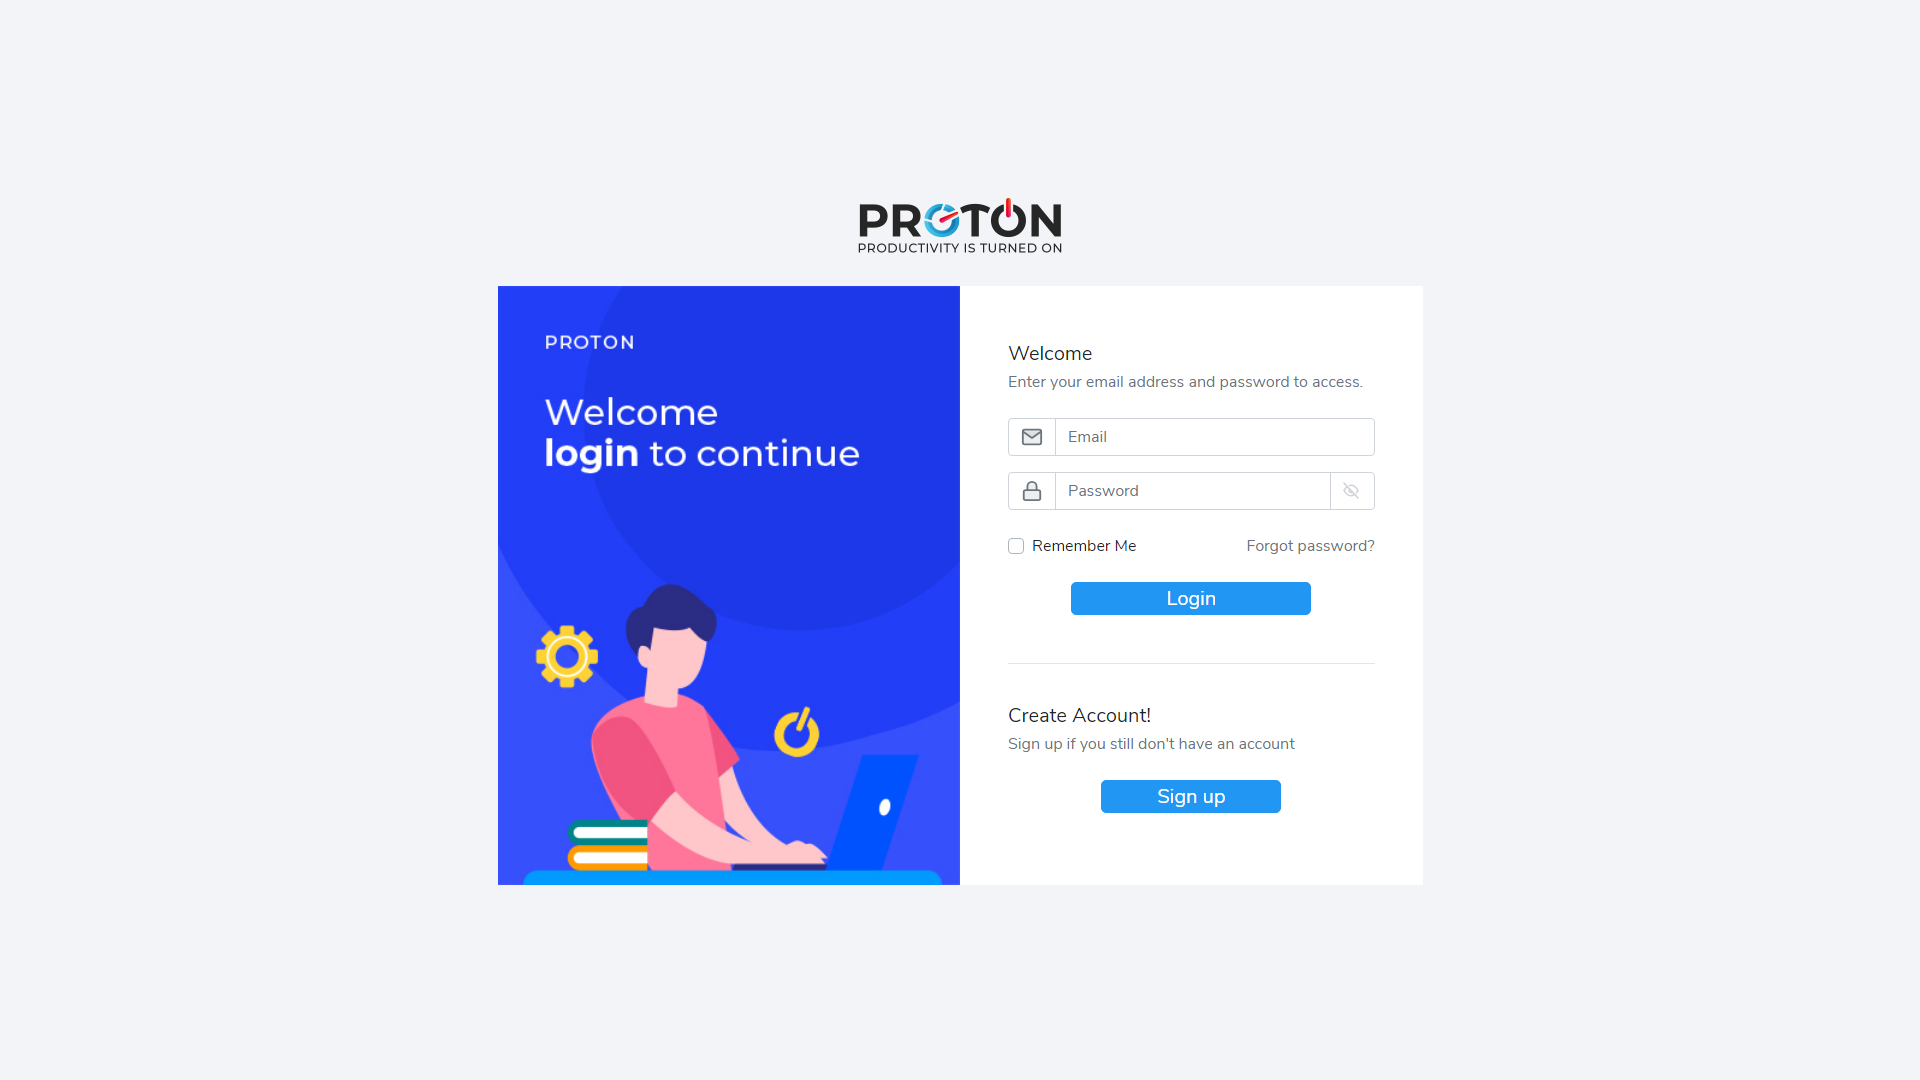 PROTON
PRODUCTIVITY IS TURNED ON
PROTON
Welcome
login to continue
Welcome
Enter your email address and password to access.
Email
Password
Remember Me
Forgot password?
Login
Create Account!
Sign up if you still don't have an account
Sign up